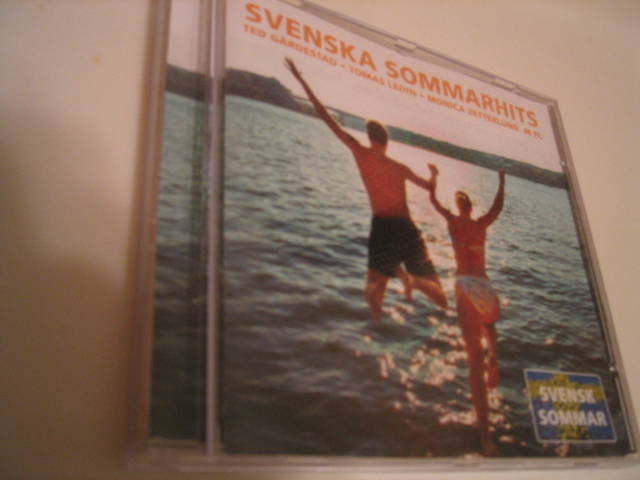 SVENSKA SOMMARHITS
TED GÄRDESTAD • TOMAS LEDIN • MONICA ZETTERLUND M FL
SVENSK
SOMMAR